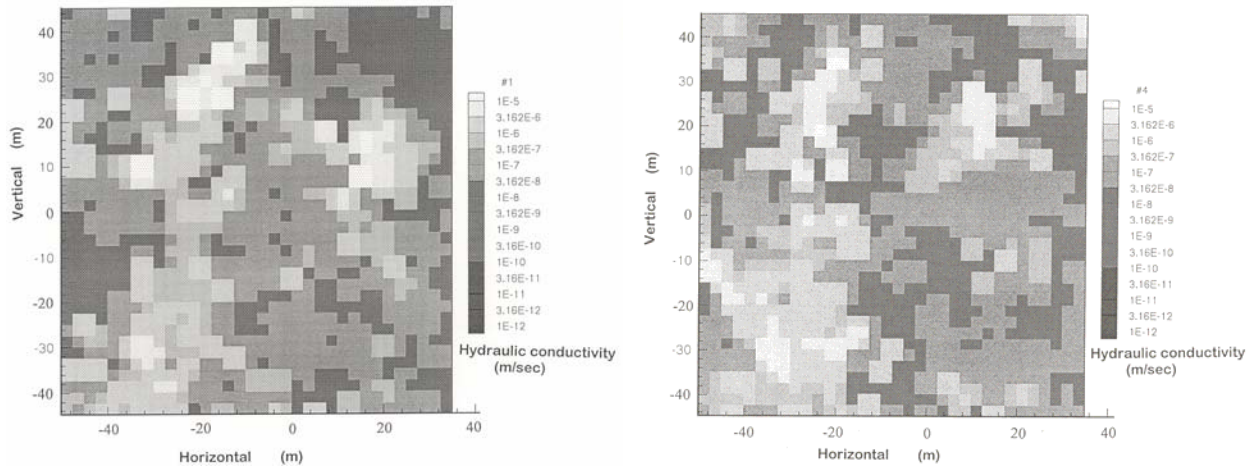 40
30
20
10
0
-10
-20
-30
-40
Vertical (m)
-40
-20
0
20
40
Horizontal (m)
#1
1E-5
3.162E-6
1E-6
3.162E-7
1E-7
3.162E-8
1E-8
3.162E-9
1E-9
3.16E-10
1E-10
3.16E-11
1E-11
3.16E-12
1E-12
Hydraulic conductivity
(m/sec)
40
30
20
10
0
-10
-20
-30
-40
Vertical (m)
-40
-20
0
20
40
Horizontal (m)
#4
1E-5
3.162E-6
1E-6
3.162E-7
1E-7
3.162E-8
1E-8
3.162E-9
1E-9
3.16E-10
1E-10
3.16E-11
1E-11
3.16E-12
1E-12
Hydraulic conductivity
(m/sec)